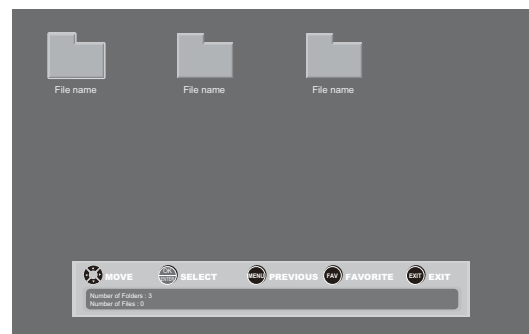 File name File name File name
MOVE OK ENTER SELECT MENU PREVIOUS FAV FAVORITE EXIT EXIT
Number of Folders : 3
Number of Files : 0